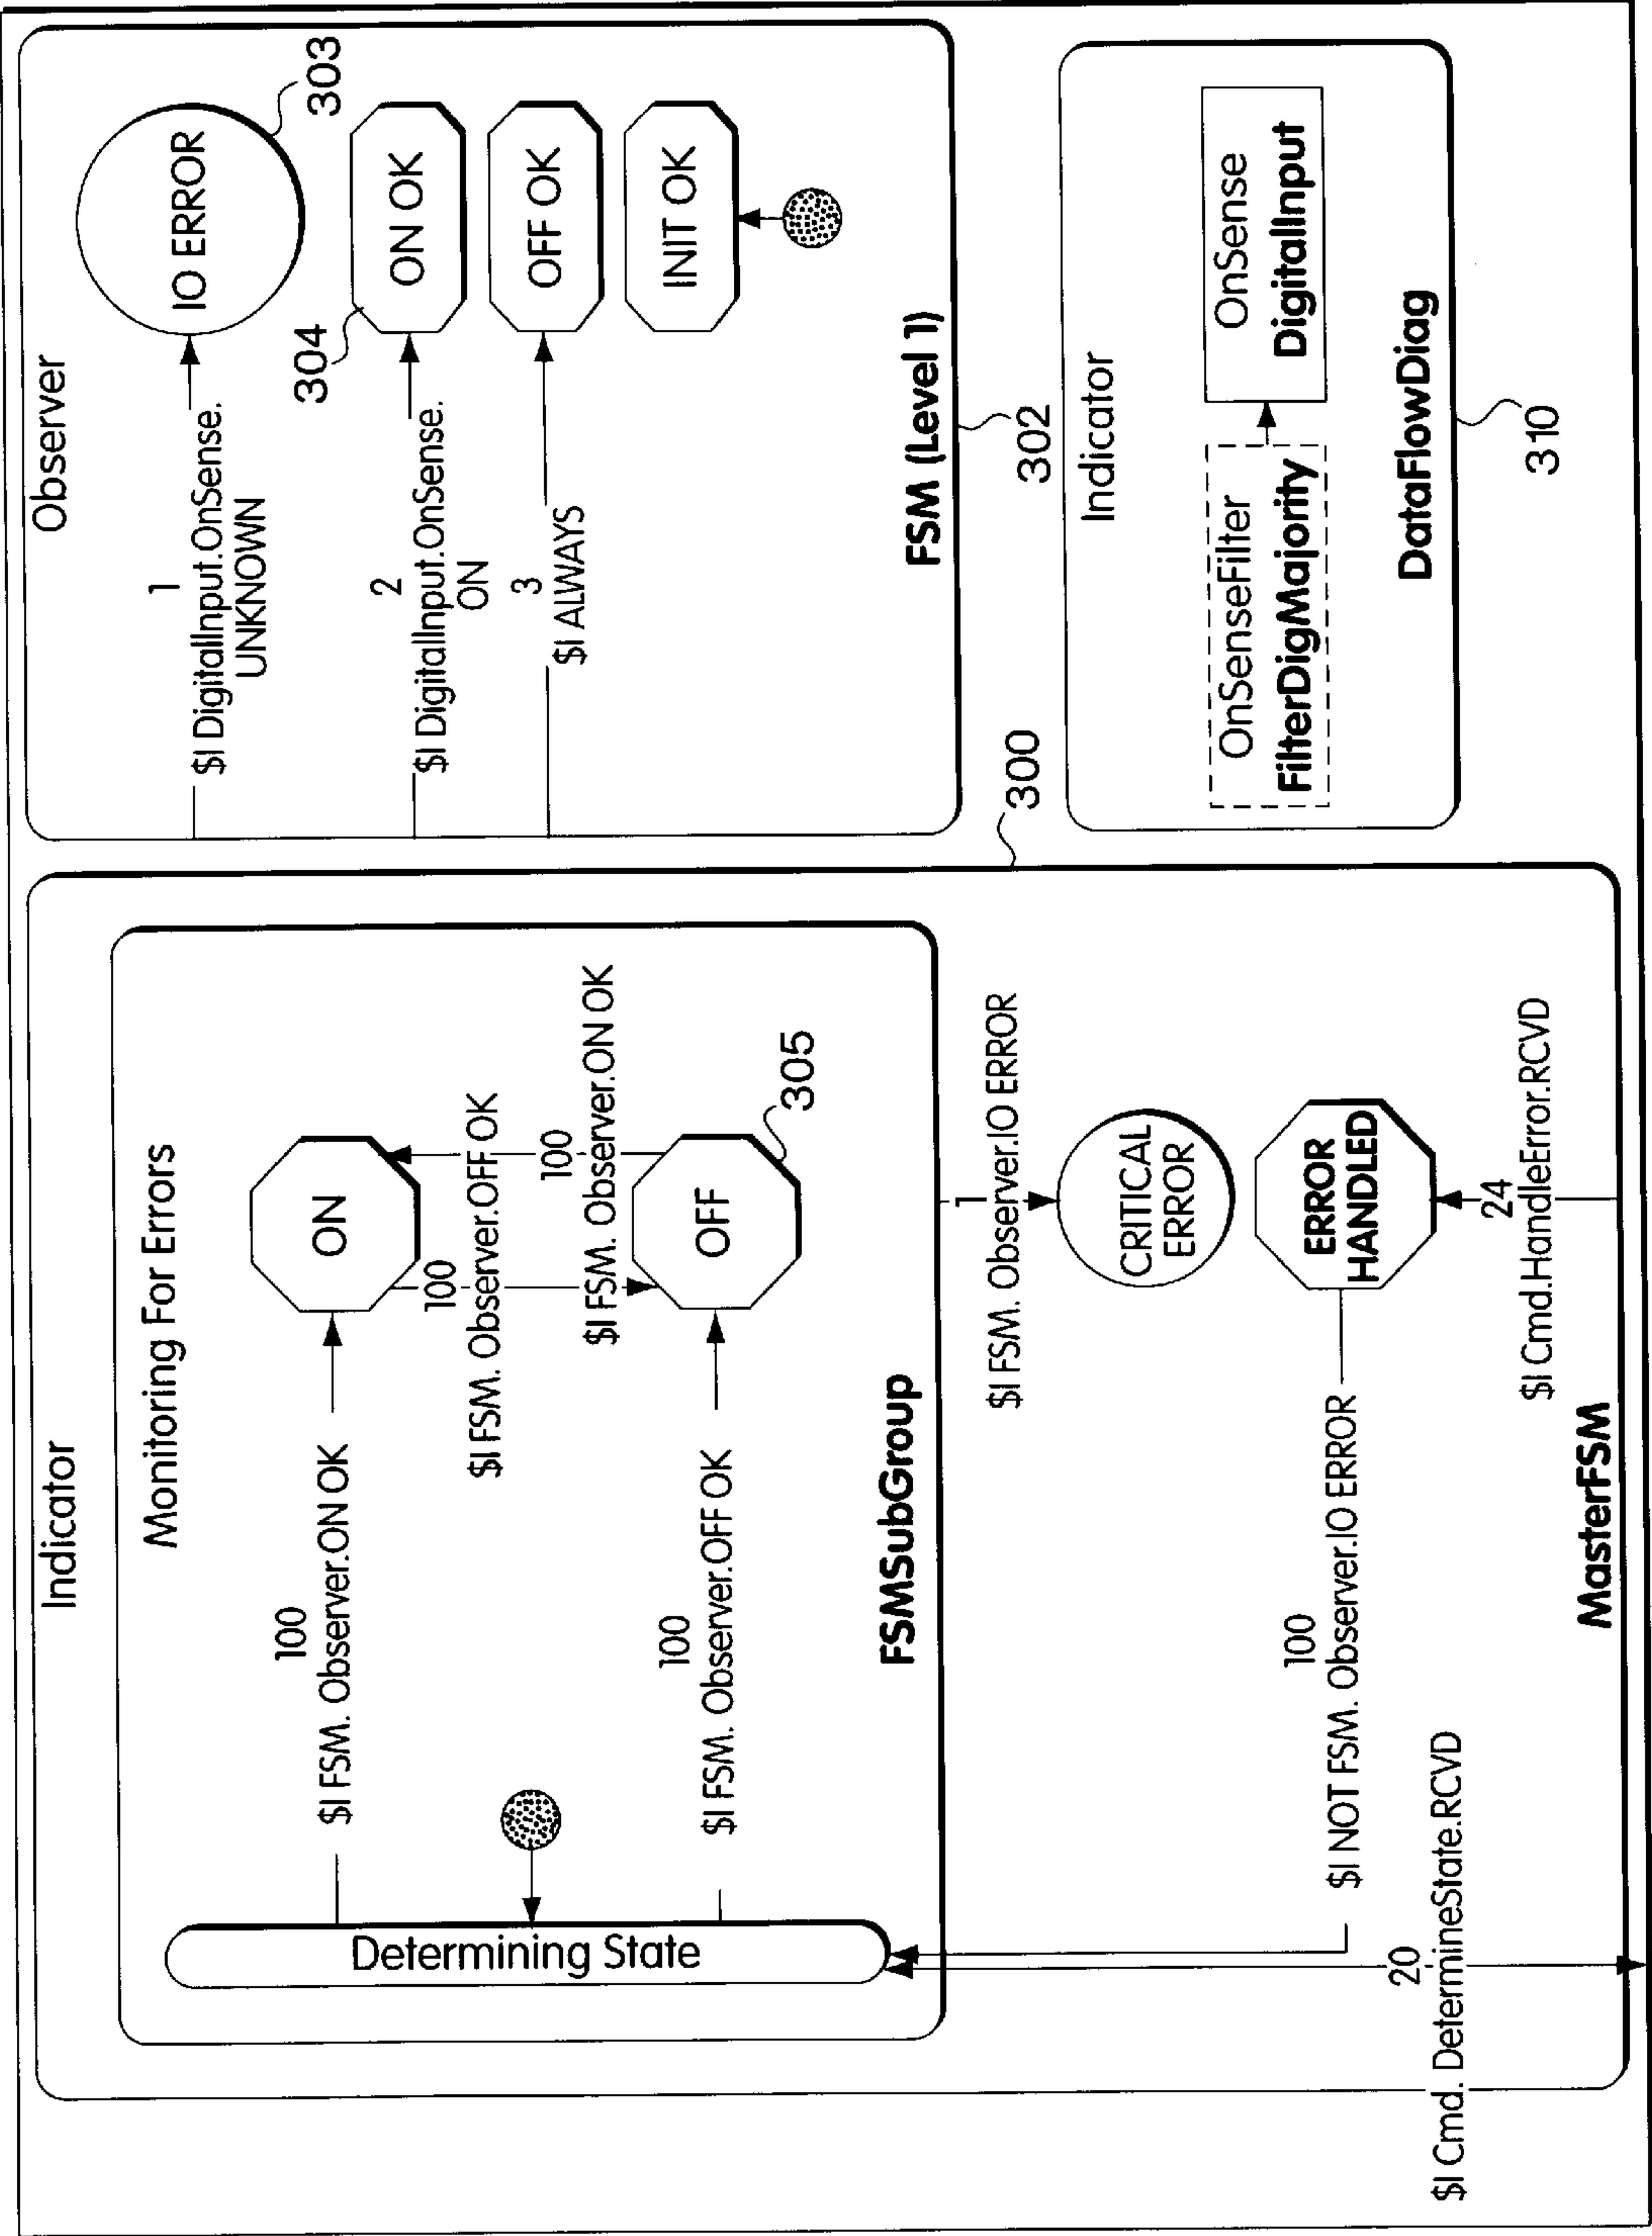 Indicator
Monitoring For Errors
Determining State
100
$I FSM. Observer.ON OK
ON
100
$I FSM. Observer.OFF OK
100
$I FSM. Observer.ON OK
100
$I FSM. Observer.OFF OK
OFF
305
FSMSubGroup
1
$I FSM. Observer.IO ERROR
CRITICAL
ERROR
100
$I NOT FSM. Observer.IO ERROR
ERROR
HANDLED
20
$I Cmd. DetermineState.RCVD
24
$I Cmd.HandleError.RCVD
MasterFSM
300
Observer
1
$I DigitalInput.OnSense.
UNKNOWN
IO ERROR
303
304
2
$I DigitalInput.OnSense.
ON
ON OK
3
$I ALWAYS
OFF OK
INIT OK
FSM (Level 1)
302
Indicator
OnSenseFilter
FilterDigMajority
OnSense
DigitalInput
DataFlowDiag
310